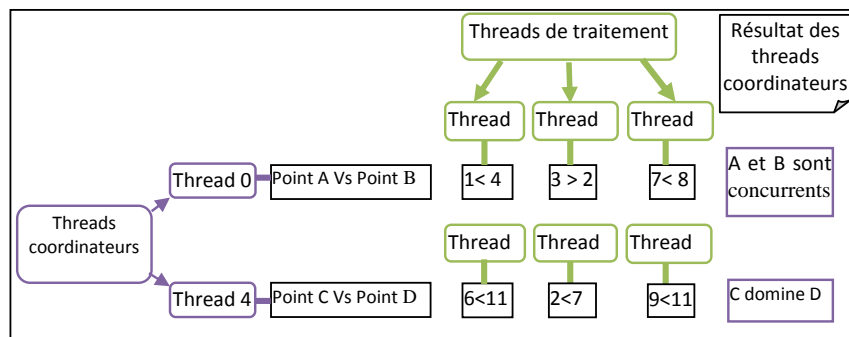 Threads de traitement
Résultat des
threads
coordinateurs
Thread
Thread
Thread
Thread 0
Point A Vs Point B
1< 4
3 > 2
7< 8
A et B sont
concurrents
Threads
coordinateurs
Thread
Thread
Thread
Thread 4
Point C Vs Point D
6<11
2<7
9<11
C domine D